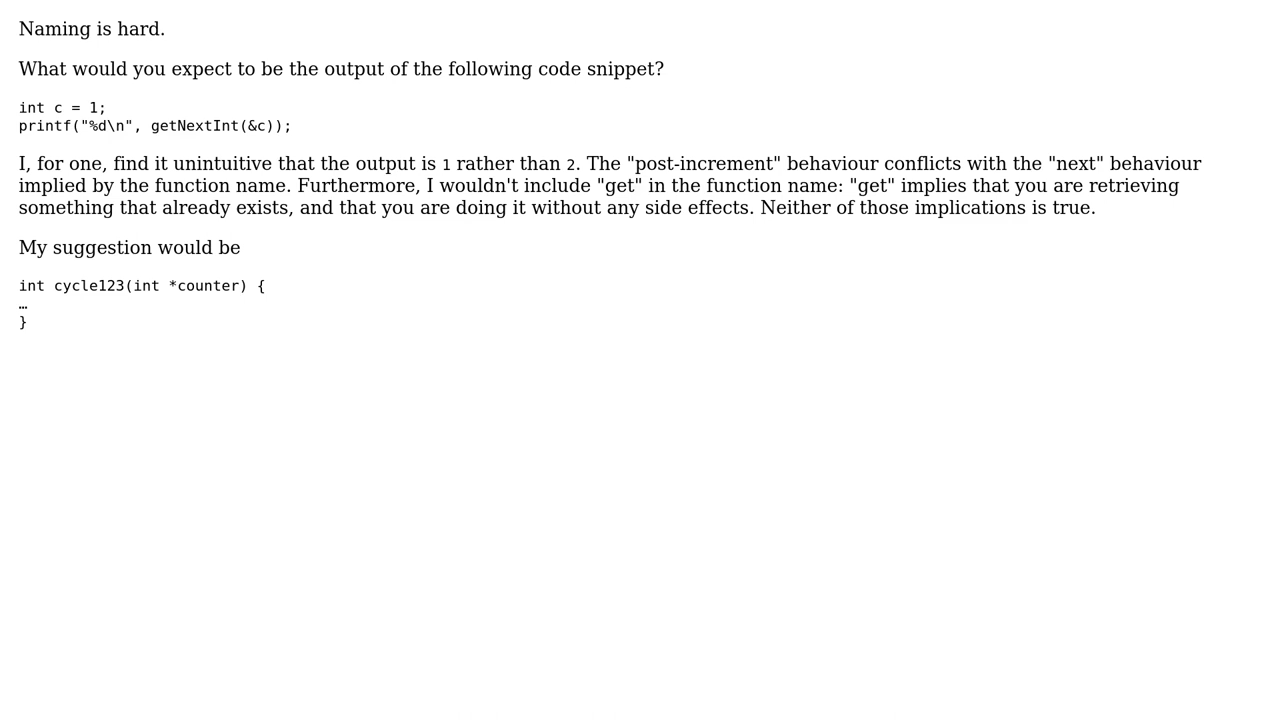 Naming is hard.
What would you expect to be the output of the following code snippet?
int c = 1;
printf("%d\n", getNextInt(&c));
I, for one, find it unintuitive that the output is 1 rather than 2. The "post-increment" behaviour conflicts with the "next" behaviour
implied by the function name. Furthermore, I wouldn't include "get" in the function name: "get" implies that you are retrieving
something that already exists, and that you are doing it without any side effects. Neither of those implications is true.
My suggestion would be
int cycle123(int *counter) {
…
}